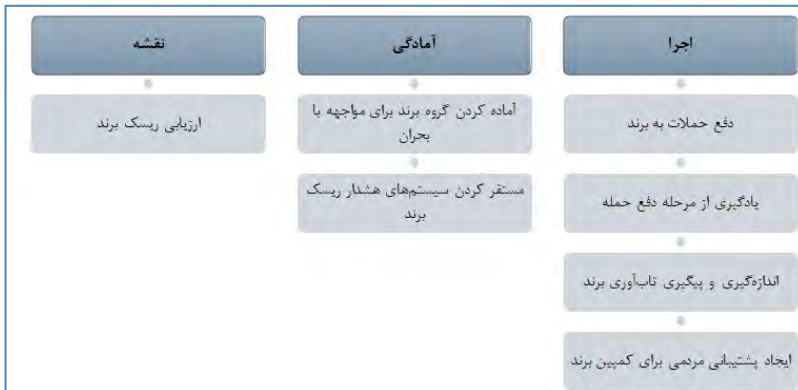 اجرا
دفع حملات به برند
یادگیری از مرحله دفع حمله
اندازه‌گیری و پیگیری تاب‌آوری برند
ایجاد پشتیبانی مردمی برای کمپین برند
آمادگی
آماده کردن گروه برند برای مواجهه با
بحران
مستقر کردن سیستم‌های هشدار ریسک
برند
نقشه
ارزیابی ریسک برند